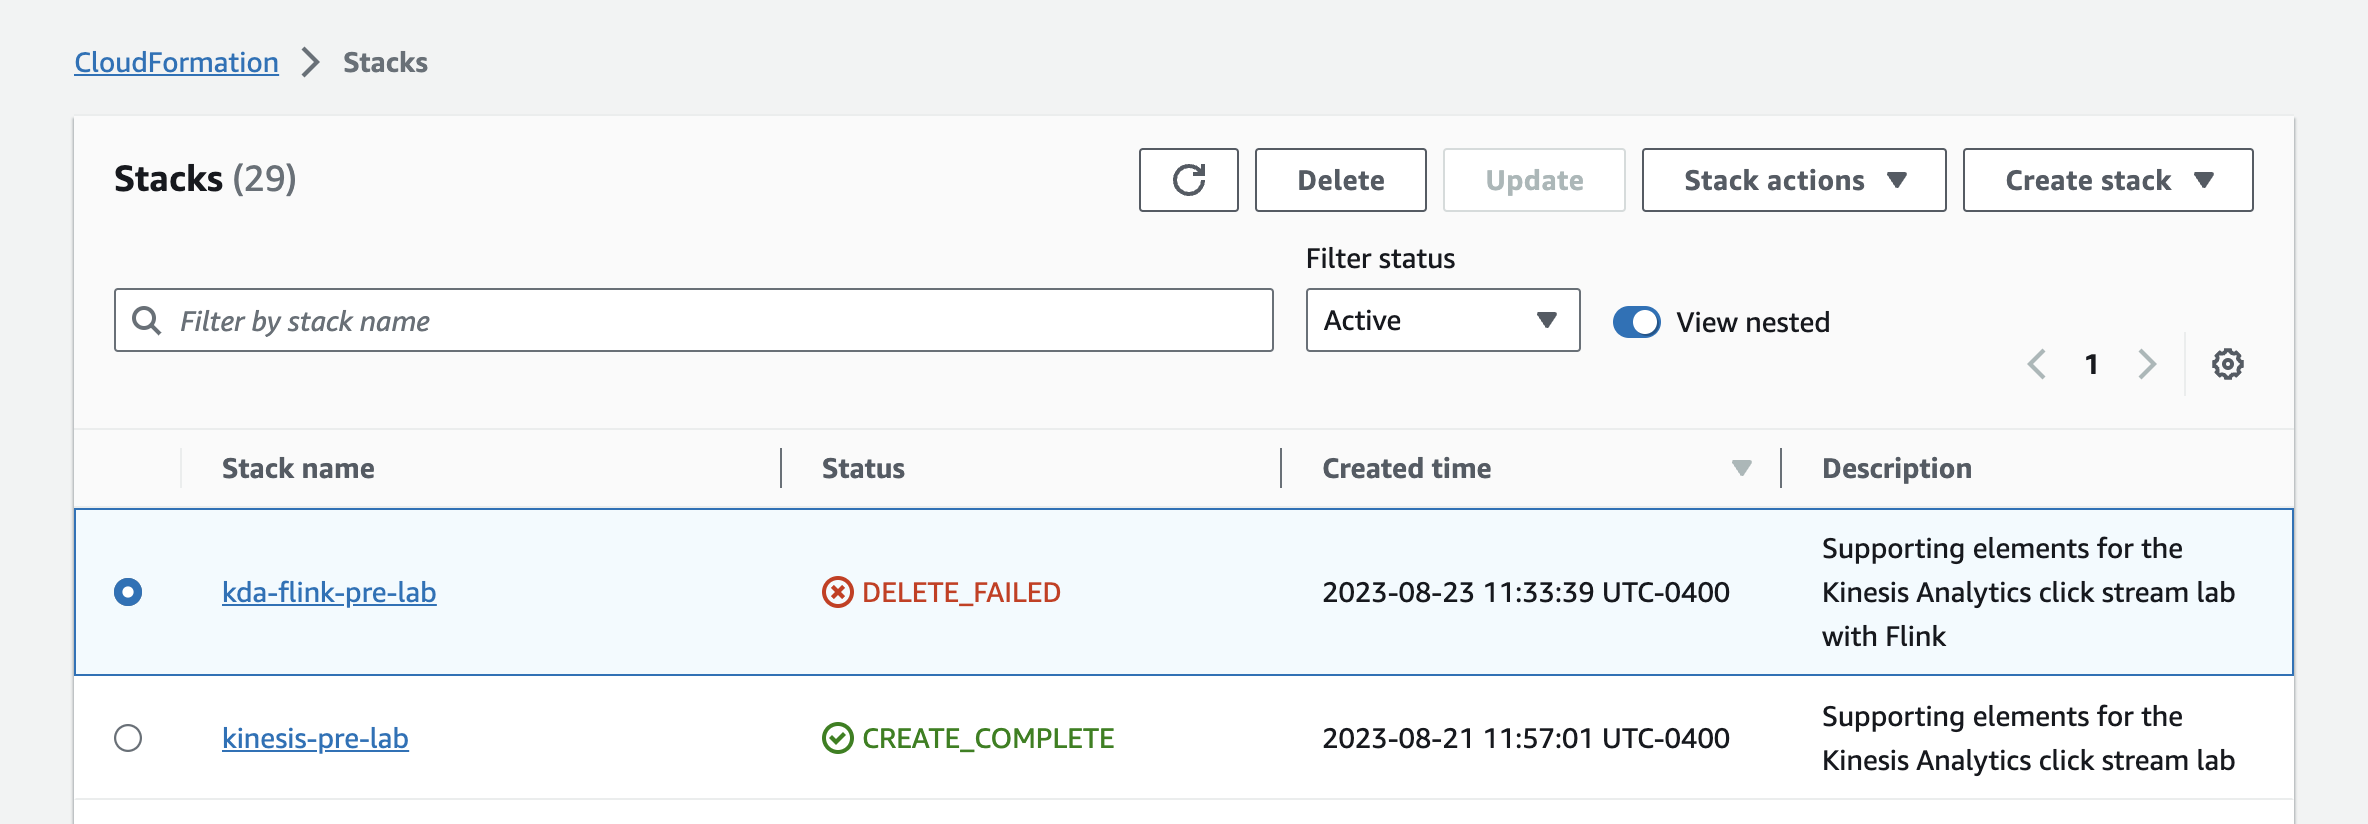 CloudFormation > Stacks
Stacks (29)
Delete
Update
Stack actions
Create stack
Filter by stack name
Filter status
Active
View nested
1
Stack name
Status
Created time
Description
kda-flink-pre-lab
DELETE_FAILED
2023-08-23 11:33:39 UTC-0400
Supporting elements for the
Kinesis Analytics click stream lab
with Flink
kinesis-pre-lab
CREATE_COMPLETE
2023-08-21 11:57:01 UTC-0400
Supporting elements for the
Kinesis Analytics click stream lab